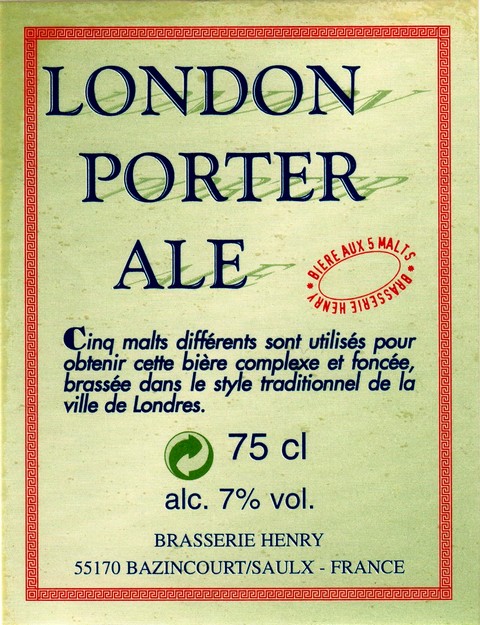 LONDON
PORTER
ALE
* BIERE AUX 5 MALTS * BRASSERIE HENRY
Cinq malts différents sont utilisés pour
obtenir cette bière complexe et foncée,
brassée dans le style traditionnel de la
ville de Londres.
75 cl
alc. 7% vol.
BRASSERIE HENRY
55170 BAZINCOURT/SAULX - FRANCE